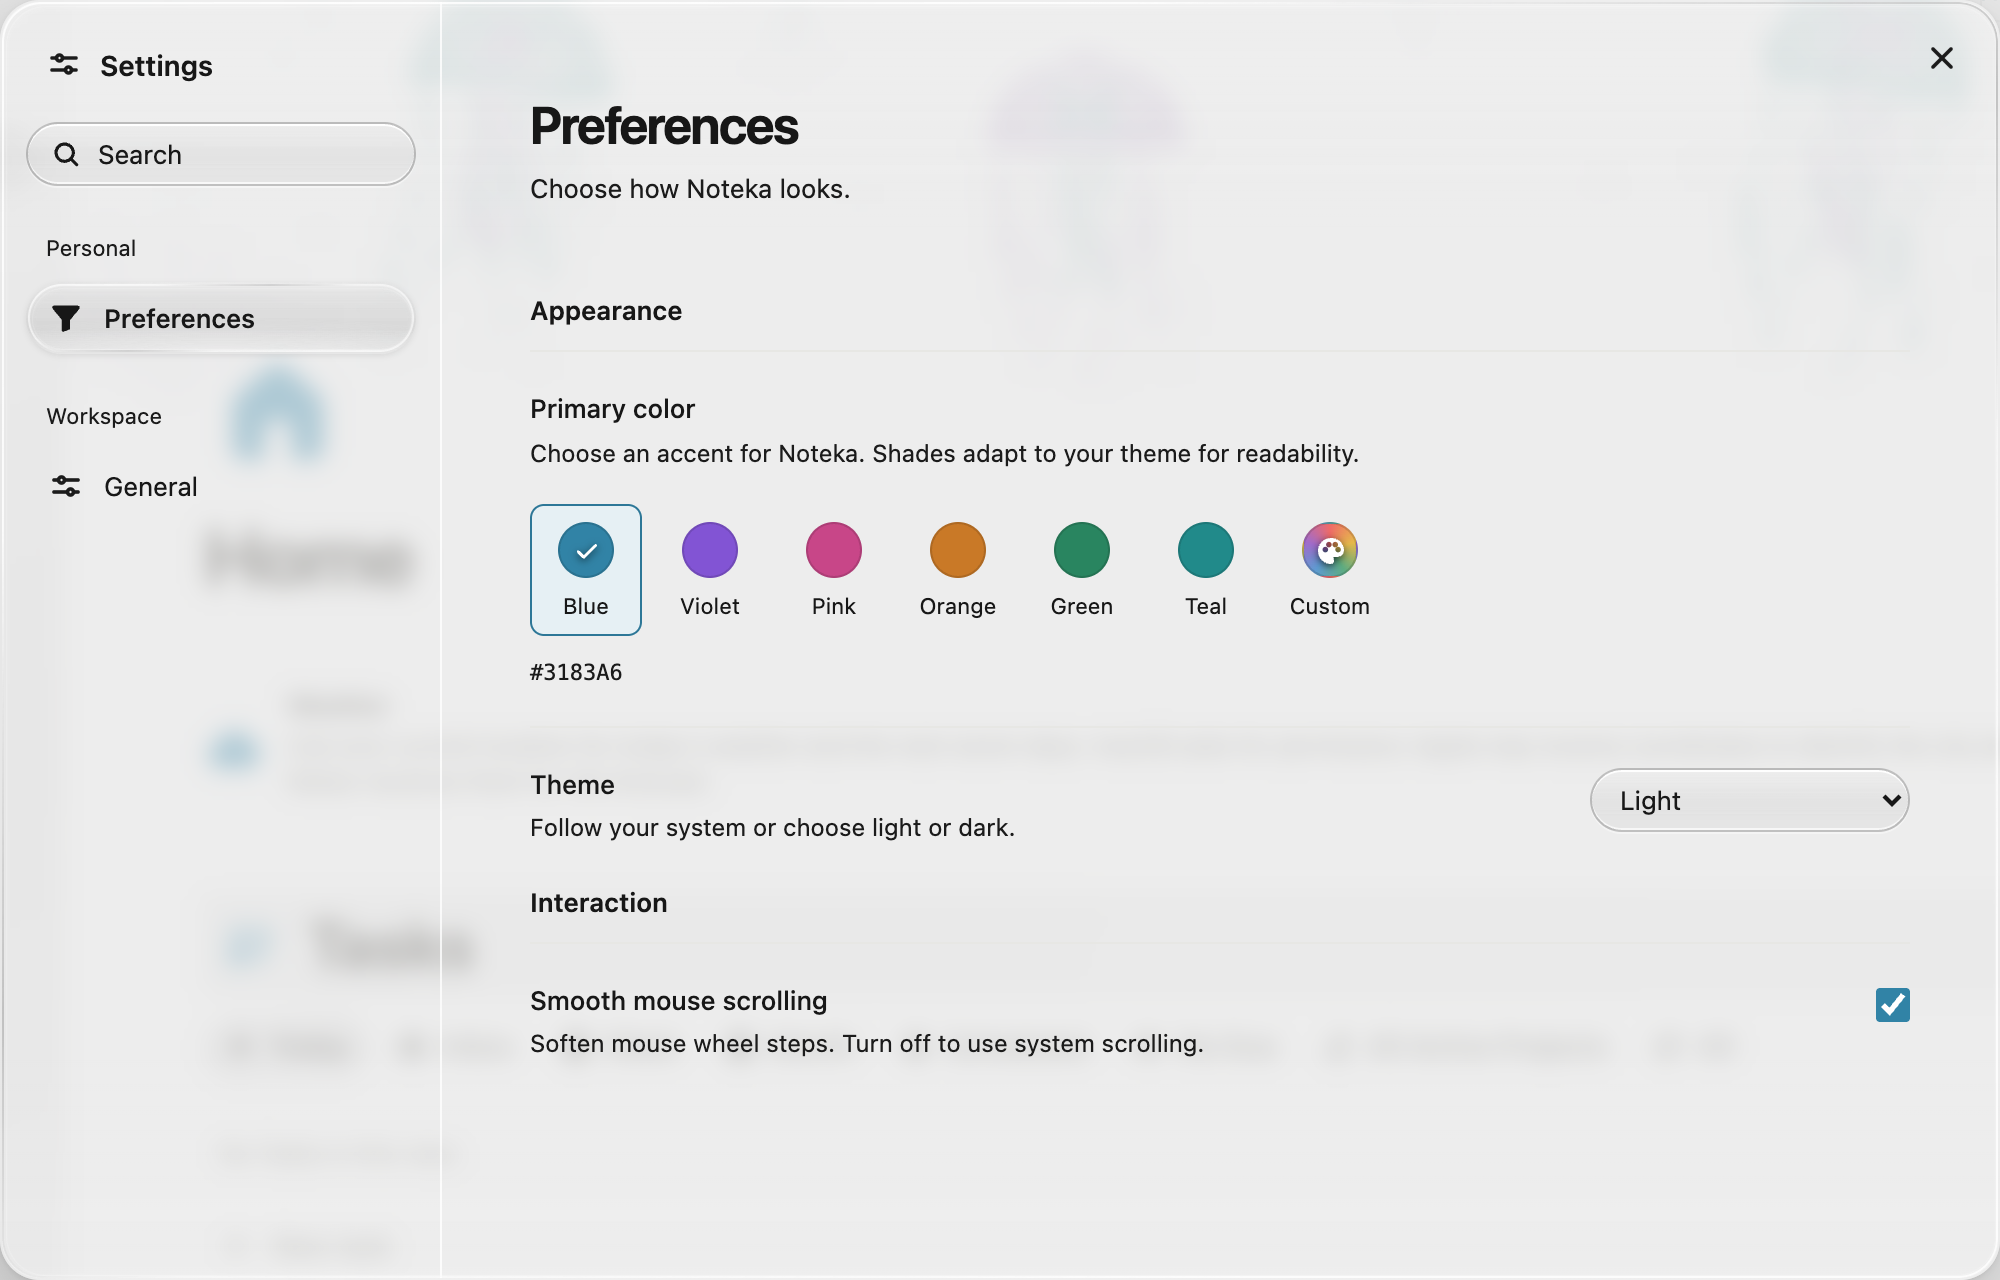 Settings
Search
Personal
Preferences
Workspace
General
Home
Tasks
Preferences
Choose how Noteka looks.
Appearance
Primary color
Choose an accent for Noteka. Shades adapt to your theme for readability.
Blue
Violet
Pink
Orange
Green
Teal
Custom
#3183A6
Theme
Follow your system or choose light or dark.
Light
Interaction
Smooth mouse scrolling
Soften mouse wheel steps. Turn off to use system scrolling.